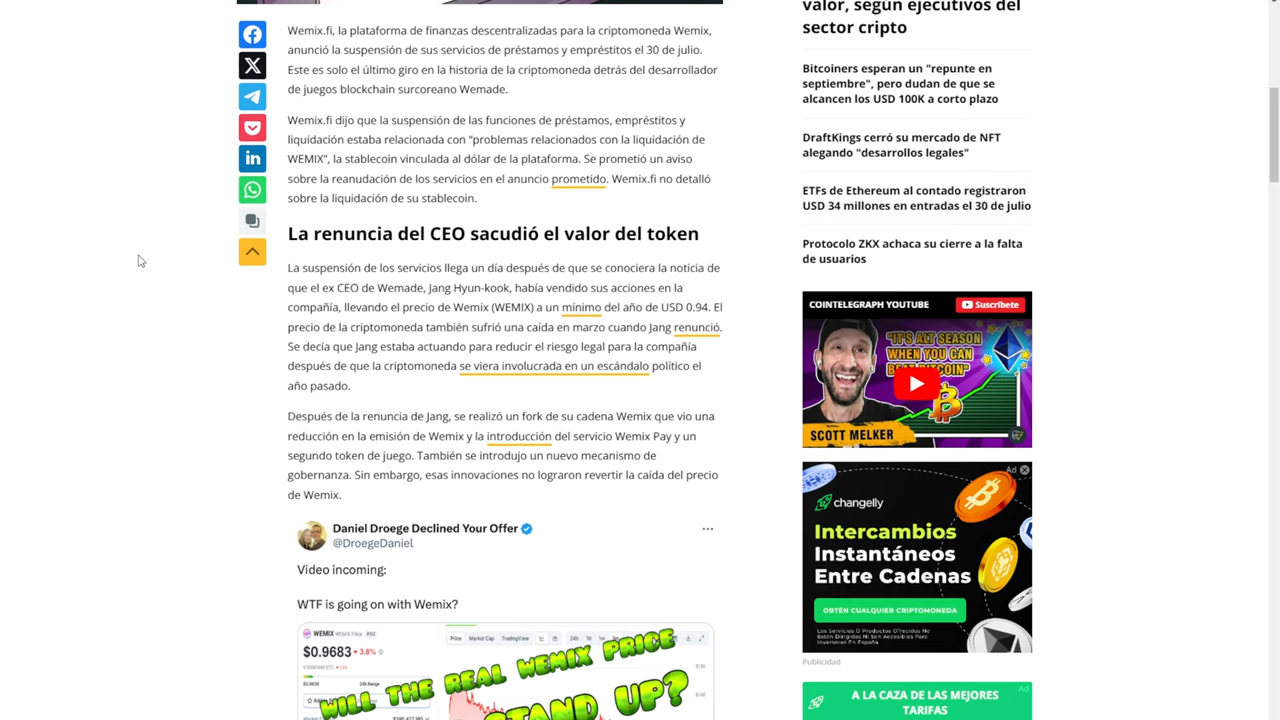 Wemix.fi, la plataforma de finanzas descentralizadas para la criptomoneda Wemix,
anunció la suspensión de sus servicios de préstamos y empréstitos el 30 de julio.
Este es solo el último giro en la historia de la criptomoneda detrás del desarrollador
de juegos blockchain surcoreano Wemade.
Wemix.fi dijo que la suspensión de las funciones de préstamos, empréstitos y
liquidación estaba relacionada con “problemas relacionados con la liquidación de
WEMIX”, la stablecoin vinculada al dólar de la plataforma. Se prometió un aviso
sobre la reanudación de los servicios en el anuncio prometido. Wemix.fi no detalló
sobre la liquidación de su stablecoin.
La renuncia del CEO sacudió el valor del token
La suspensión de los servicios llega un día después de que se conociera la noticia de
que el ex CEO de Wemade, Jang Hyun-kook, había vendido sus acciones en la
compañía, llevando el precio de Wemix (WEMIX) a un mínimo del año de USD 0.94. El
precio de la criptomoneda también sufrió una caída en marzo cuando Jang renunció.
Se decía que Jang estaba actuando para reducir el riesgo legal para la compañía
después de que la criptomoneda se viera involucrada en un escándalo político el
año pasado.
Después de la renuncia de Jang, se realizó un fork de su cadena Wemix que vio una
reducción en la emisión de Wemix y la introducción del servicio Wemix Pay y un
segundo token de juego. También se introdujo un nuevo mecanismo de
gobernanza. Sin embargo, esas innovaciones no lograron revertir la caída del precio
de Wemix.
Daniel Droege Declined Your Offer
@DroegeDaniel
Video incoming:
WTF is going on with Wemix?
WEMIX WEMIX Price
$0.9683 3.8%
Price Market Cap TradingView 24h 7d 1m
24h Range
WILL THE REAL WEMIX PRICE
STAND UP?
valor, según ejecutivos del
sector cripto
Bitcoiners esperan un "repunte en
septiembre", pero dudan de que se
alcancen los USD 100K a corto plazo
DraftKings cerró su mercado de NFT
alegando "desarrollos legales"
ETFs de Ethereum al contado registraron
USD 34 millones en entradas el 30 de julio
Protocolo ZKX achaca su cierre a la falta
de usuarios
COINTELEGRAPH YOUTUBE
Suscríbete
"IT'S ALT SEASON
WHEN YOU CAN
BEAT BITCOIN"
SCOTT MELKER
Ad
changelly
Intercambios
Instantáneos
Entre Cadenas
OBTÉN CUALQUIER CRIPTOMONEDA
Los Servicios O Productos Ofrecidos No
Están Dirigidos Ni Son Accesibles Para
Inversores En España
Publicidad
Ad
A LA CAZA DE LAS MEJORES
TARIFAS